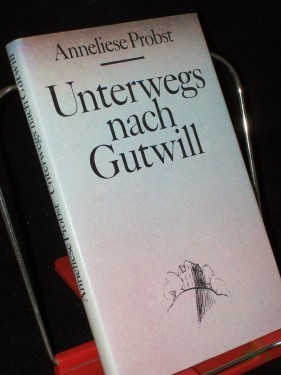 Anneliese Probst
Unterwegs
nach
Gutwill
Anneliese Probst Unterwegs nach Gutwill